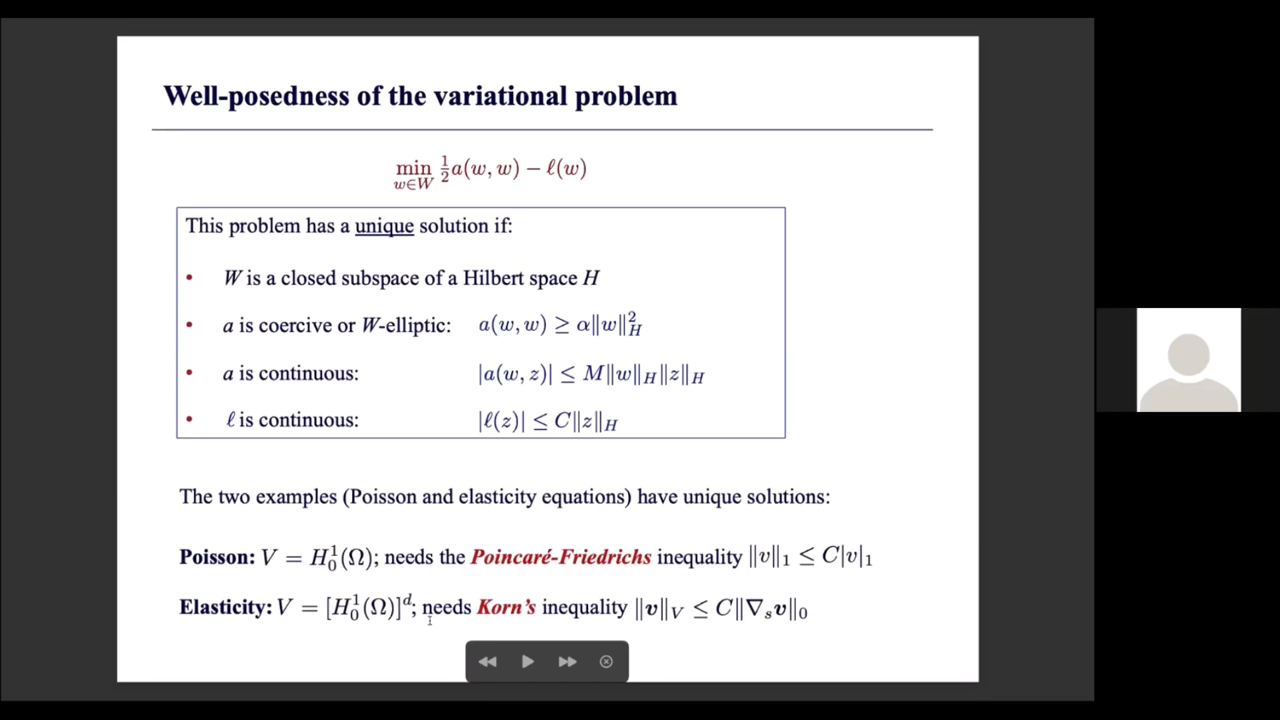 Well-posedness of the variational problem
min_{w∈W} ½a(w, w) − ℓ(w)
This problem has a unique solution if:
• W is a closed subspace of a Hilbert space H
• a is coercive or W-elliptic: a(w, w) ≥ α‖w‖²_H
• a is continuous: |a(w, z)| ≤ M‖w‖_H‖z‖_H
• ℓ is continuous: |ℓ(z)| ≤ C‖z‖_H
The two examples (Poisson and elasticity equations) have unique solutions:
Poisson: V = H¹₀(Ω); needs the Poincaré-Friedrichs inequality ‖v‖₁ ≤ C|v|₁
Elasticity: V = [H¹₀(Ω)]^d; needs Korn's inequality ‖v‖_V ≤ C‖∇_s v‖₀